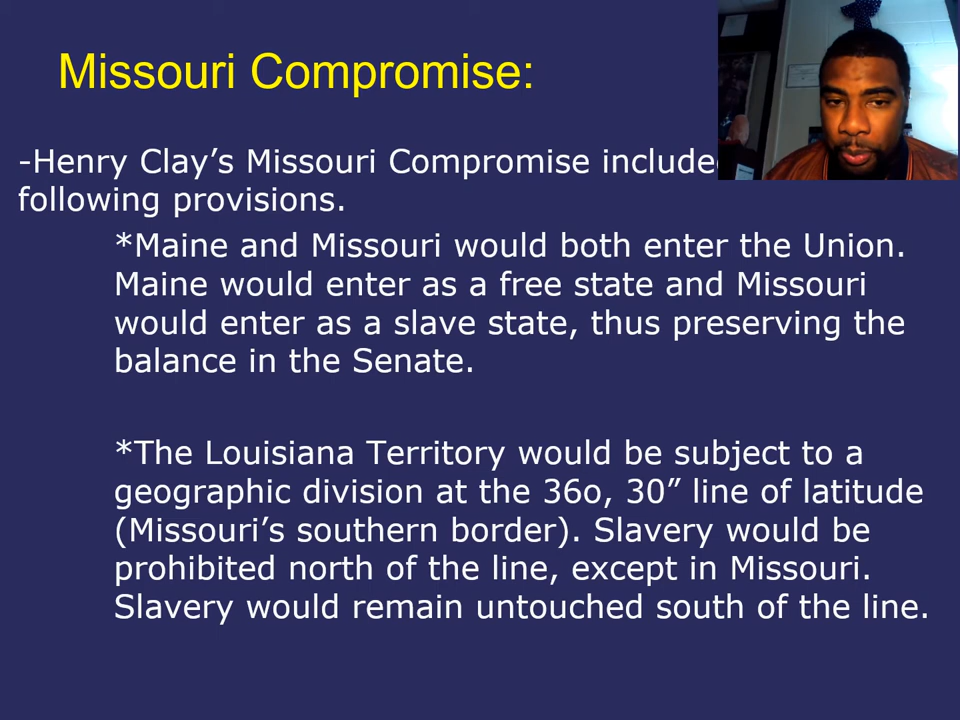 Missouri Compromise:
-Henry Clay’s Missouri Compromise include
following provisions.
*Maine and Missouri would both enter the Union.
Maine would enter as a free state and Missouri
would enter as a slave state, thus preserving the
balance in the Senate.
*The Louisiana Territory would be subject to a
geographic division at the 36o, 30” line of latitude
(Missouri’s southern border). Slavery would be
prohibited north of the line, except in Missouri.
Slavery would remain untouched south of the line.